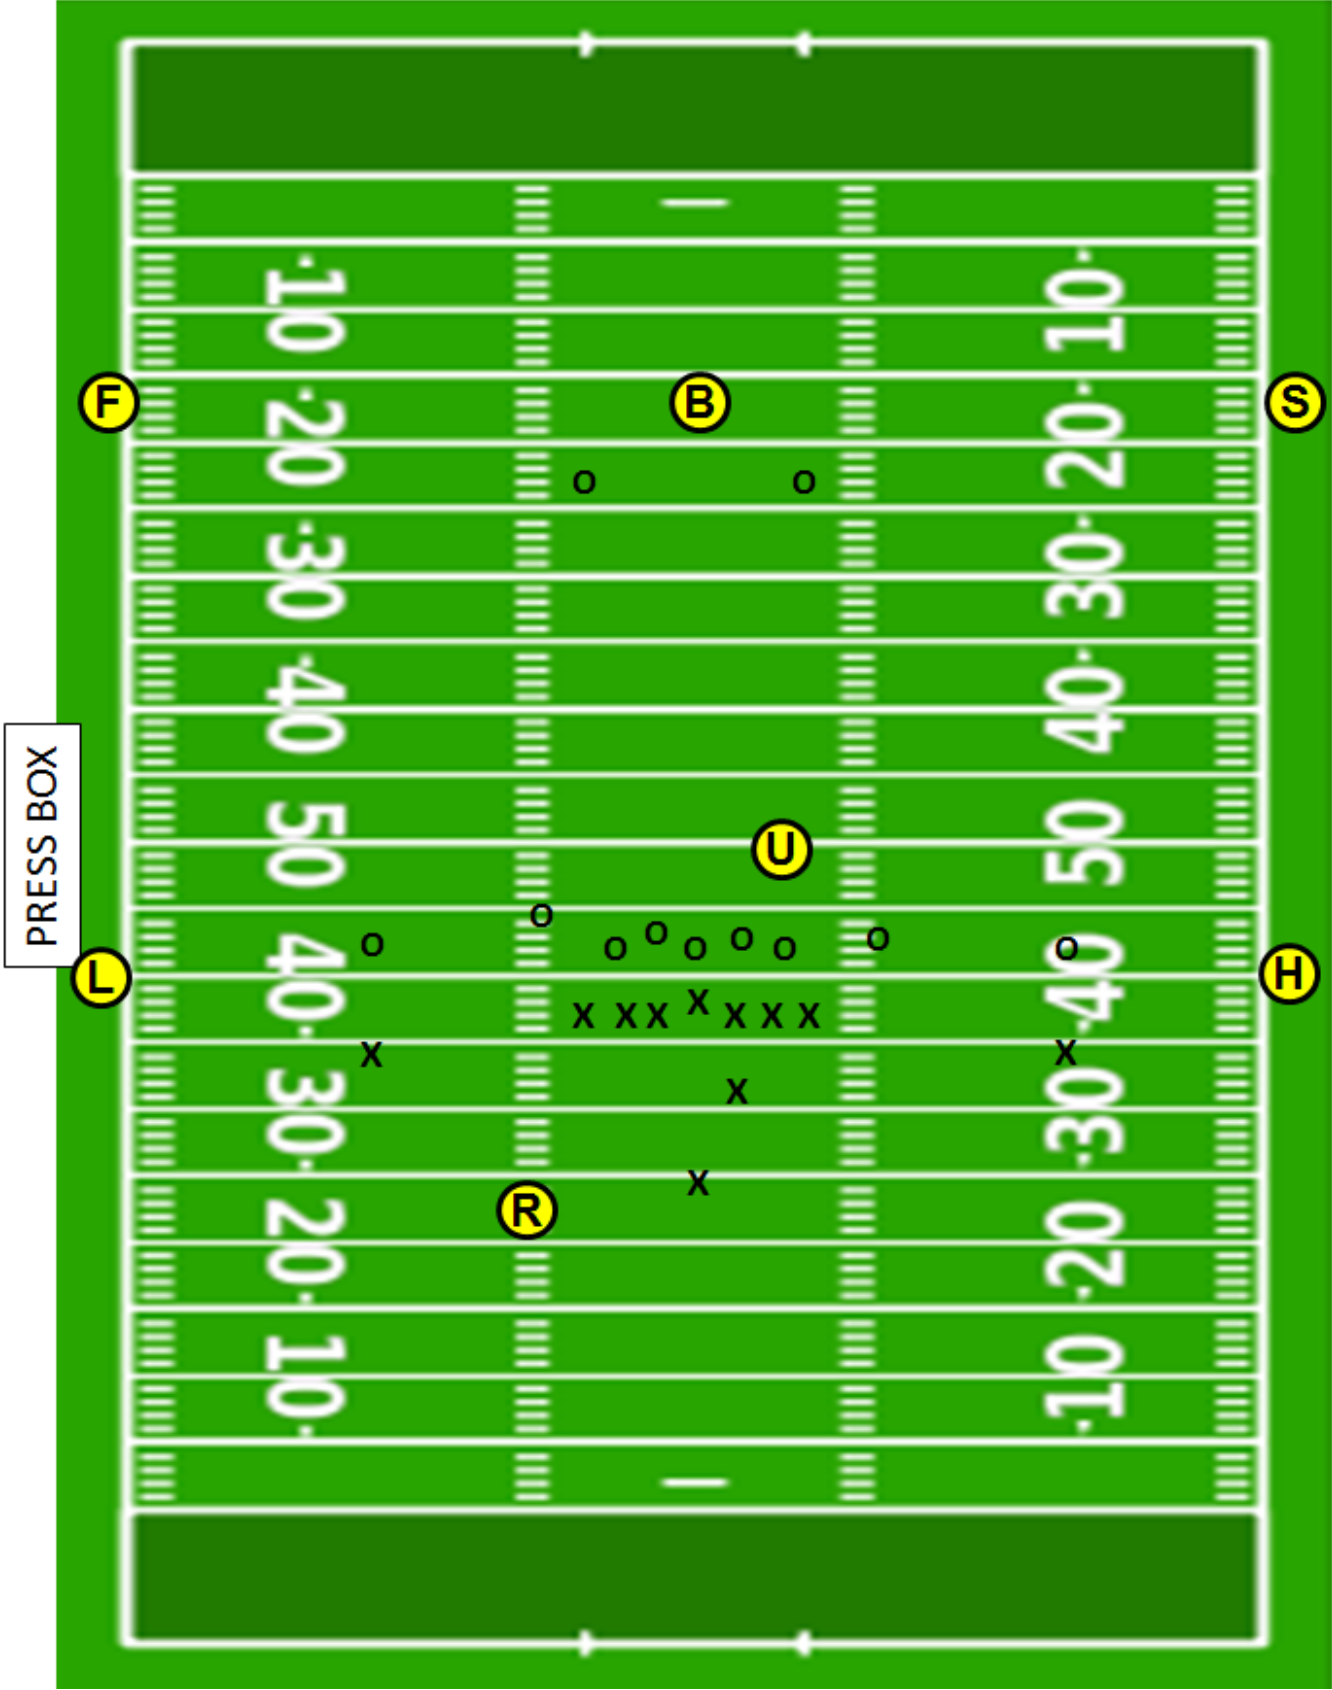 10 10
F B S
20 20
O O
30 30
40 40
PRESS BOX
50 50
U
O O O O O O O O O
L 40 40 H
X X X X X X X
X X
30 30
X
X
R
20 20
10 10